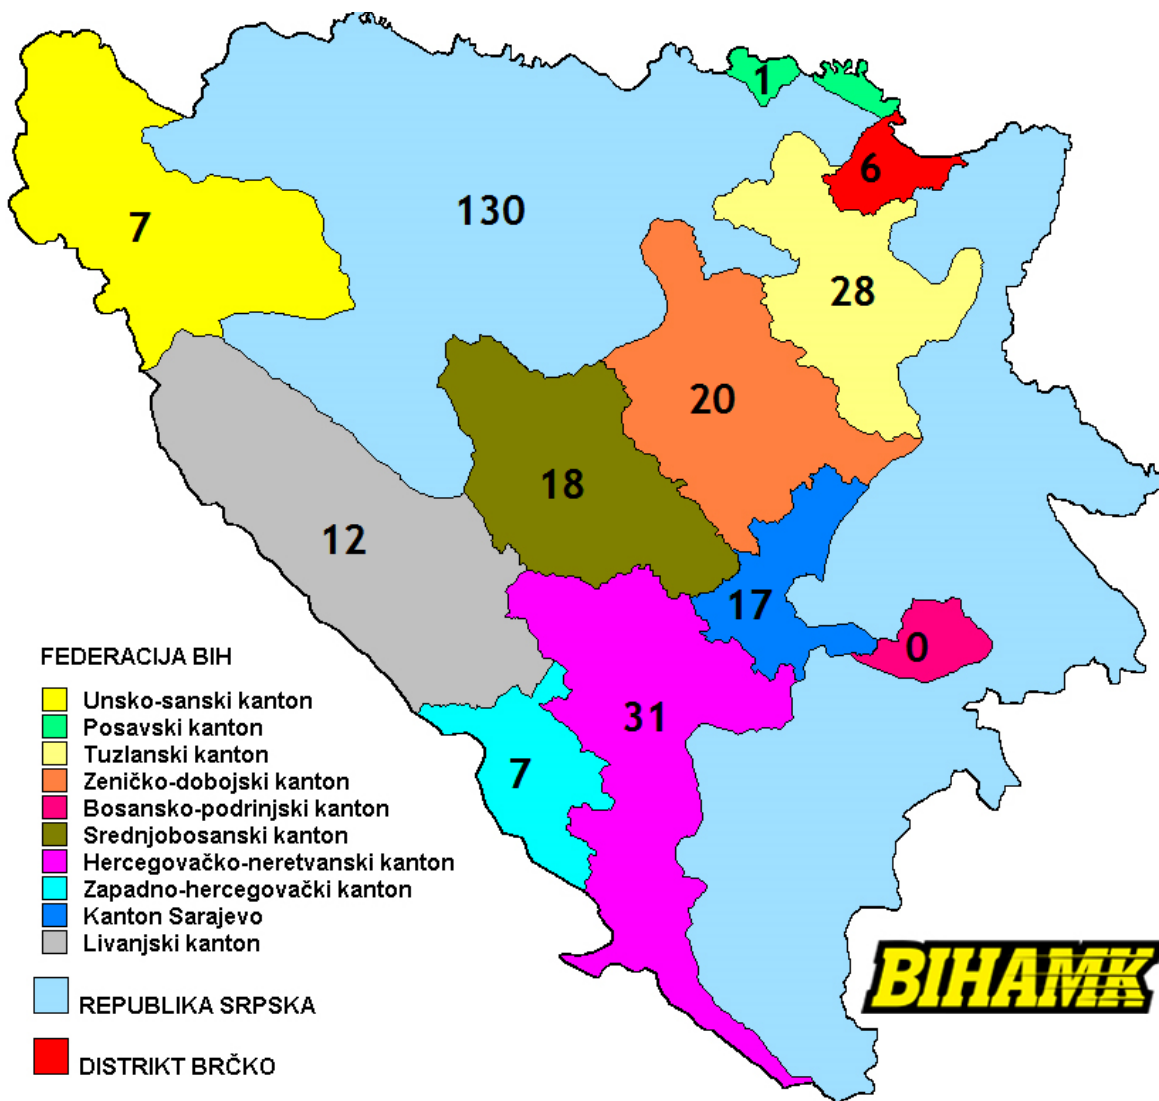 1
6
7
130
28
20
18
12
17
0
31
7
FEDERACIJA BIH
Unsko-sanski kanton
Posavski kanton
Tuzlanski kanton
Zeničko-dobojski kanton
Bosansko-podrinjski kanton
Srednjobosanski kanton
Hercegovačko-neretvanski kanton
Zapadno-hercegovački kanton
Kanton Sarajevo
Livanjski kanton
REPUBLIKA SRPSKA
DISTRIKT BRČKO
BIHAMK